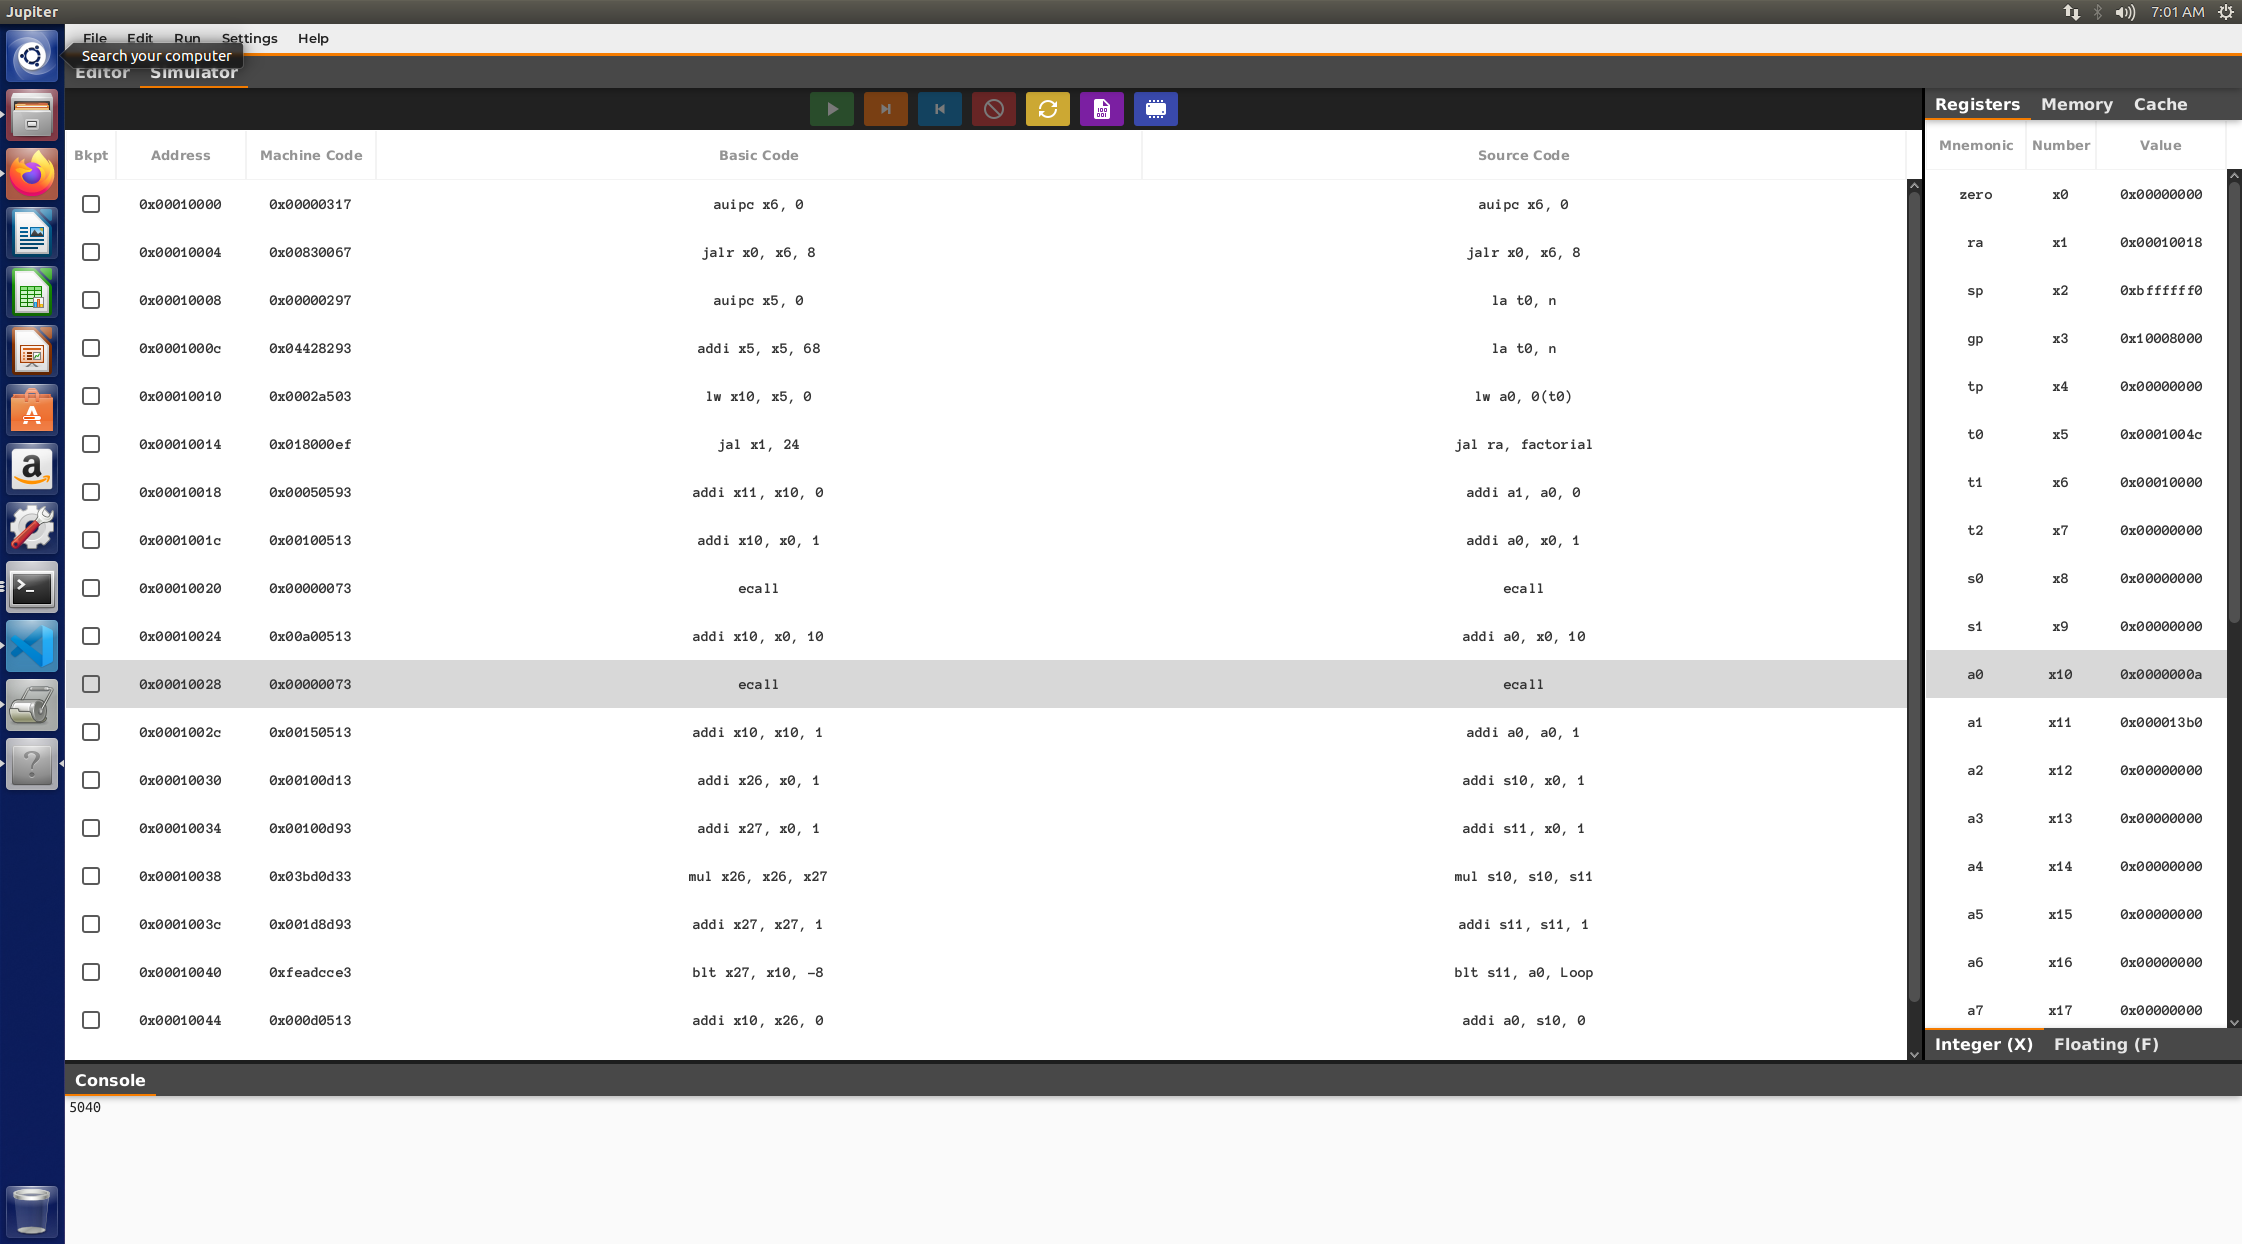 Jupiter 7:01 AM
File Edit Run Settings Help
Search your computer
Editor Simulator
Registers Memory Cache
Bkpt Address Machine Code Basic Code Source Code
Mnemonic Number Value
0x00010000 0x00000317 auipc x6, 0 auipc x6, 0
0x00010004 0x00830067 jalr x0, x6, 8 jalr x0, x6, 8
0x00010008 0x00000297 auipc x5, 0 la t0, n
0x0001000c 0x04428293 addi x5, x5, 68 la t0, n
0x00010010 0x0002a503 lw x10, x5, 0 lw a0, 0(t0)
0x00010014 0x018000ef jal x1, 24 jal ra, factorial
0x00010018 0x00050593 addi x11, x10, 0 addi a1, a0, 0
0x0001001c 0x00100513 addi x10, x0, 1 addi a0, x0, 1
0x00010020 0x00000073 ecall ecall
0x00010024 0x00a00513 addi x10, x0, 10 addi a0, x0, 10
0x00010028 0x00000073 ecall ecall
0x0001002c 0x00150513 addi x10, x10, 1 addi a0, a0, 1
0x00010030 0x00100d13 addi x26, x0, 1 addi s10, x0, 1
0x00010034 0x00100d93 addi x27, x0, 1 addi s11, x0, 1
0x00010038 0x03bd0d33 mul x26, x26, x27 mul s10, s10, s11
0x0001003c 0x001d8d93 addi x27, x27, 1 addi s11, s11, 1
0x00010040 0xfeadcce3 blt x27, x10, -8 blt s11, a0, Loop
0x00010044 0x000d0513 addi x10, x26, 0 addi a0, s10, 0
zero x0 0x00000000
ra x1 0x00010018
sp x2 0xbffffff0
gp x3 0x10008000
tp x4 0x00000000
t0 x5 0x0001004c
t1 x6 0x00010000
t2 x7 0x00000000
s0 x8 0x00000000
s1 x9 0x00000000
a0 x10 0x0000000a
a1 x11 0x000013b0
a2 x12 0x00000000
a3 x13 0x00000000
a4 x14 0x00000000
a5 x15 0x00000000
a6 x16 0x00000000
a7 x17 0x00000000
Integer (X) Floating (F)
Console
5040